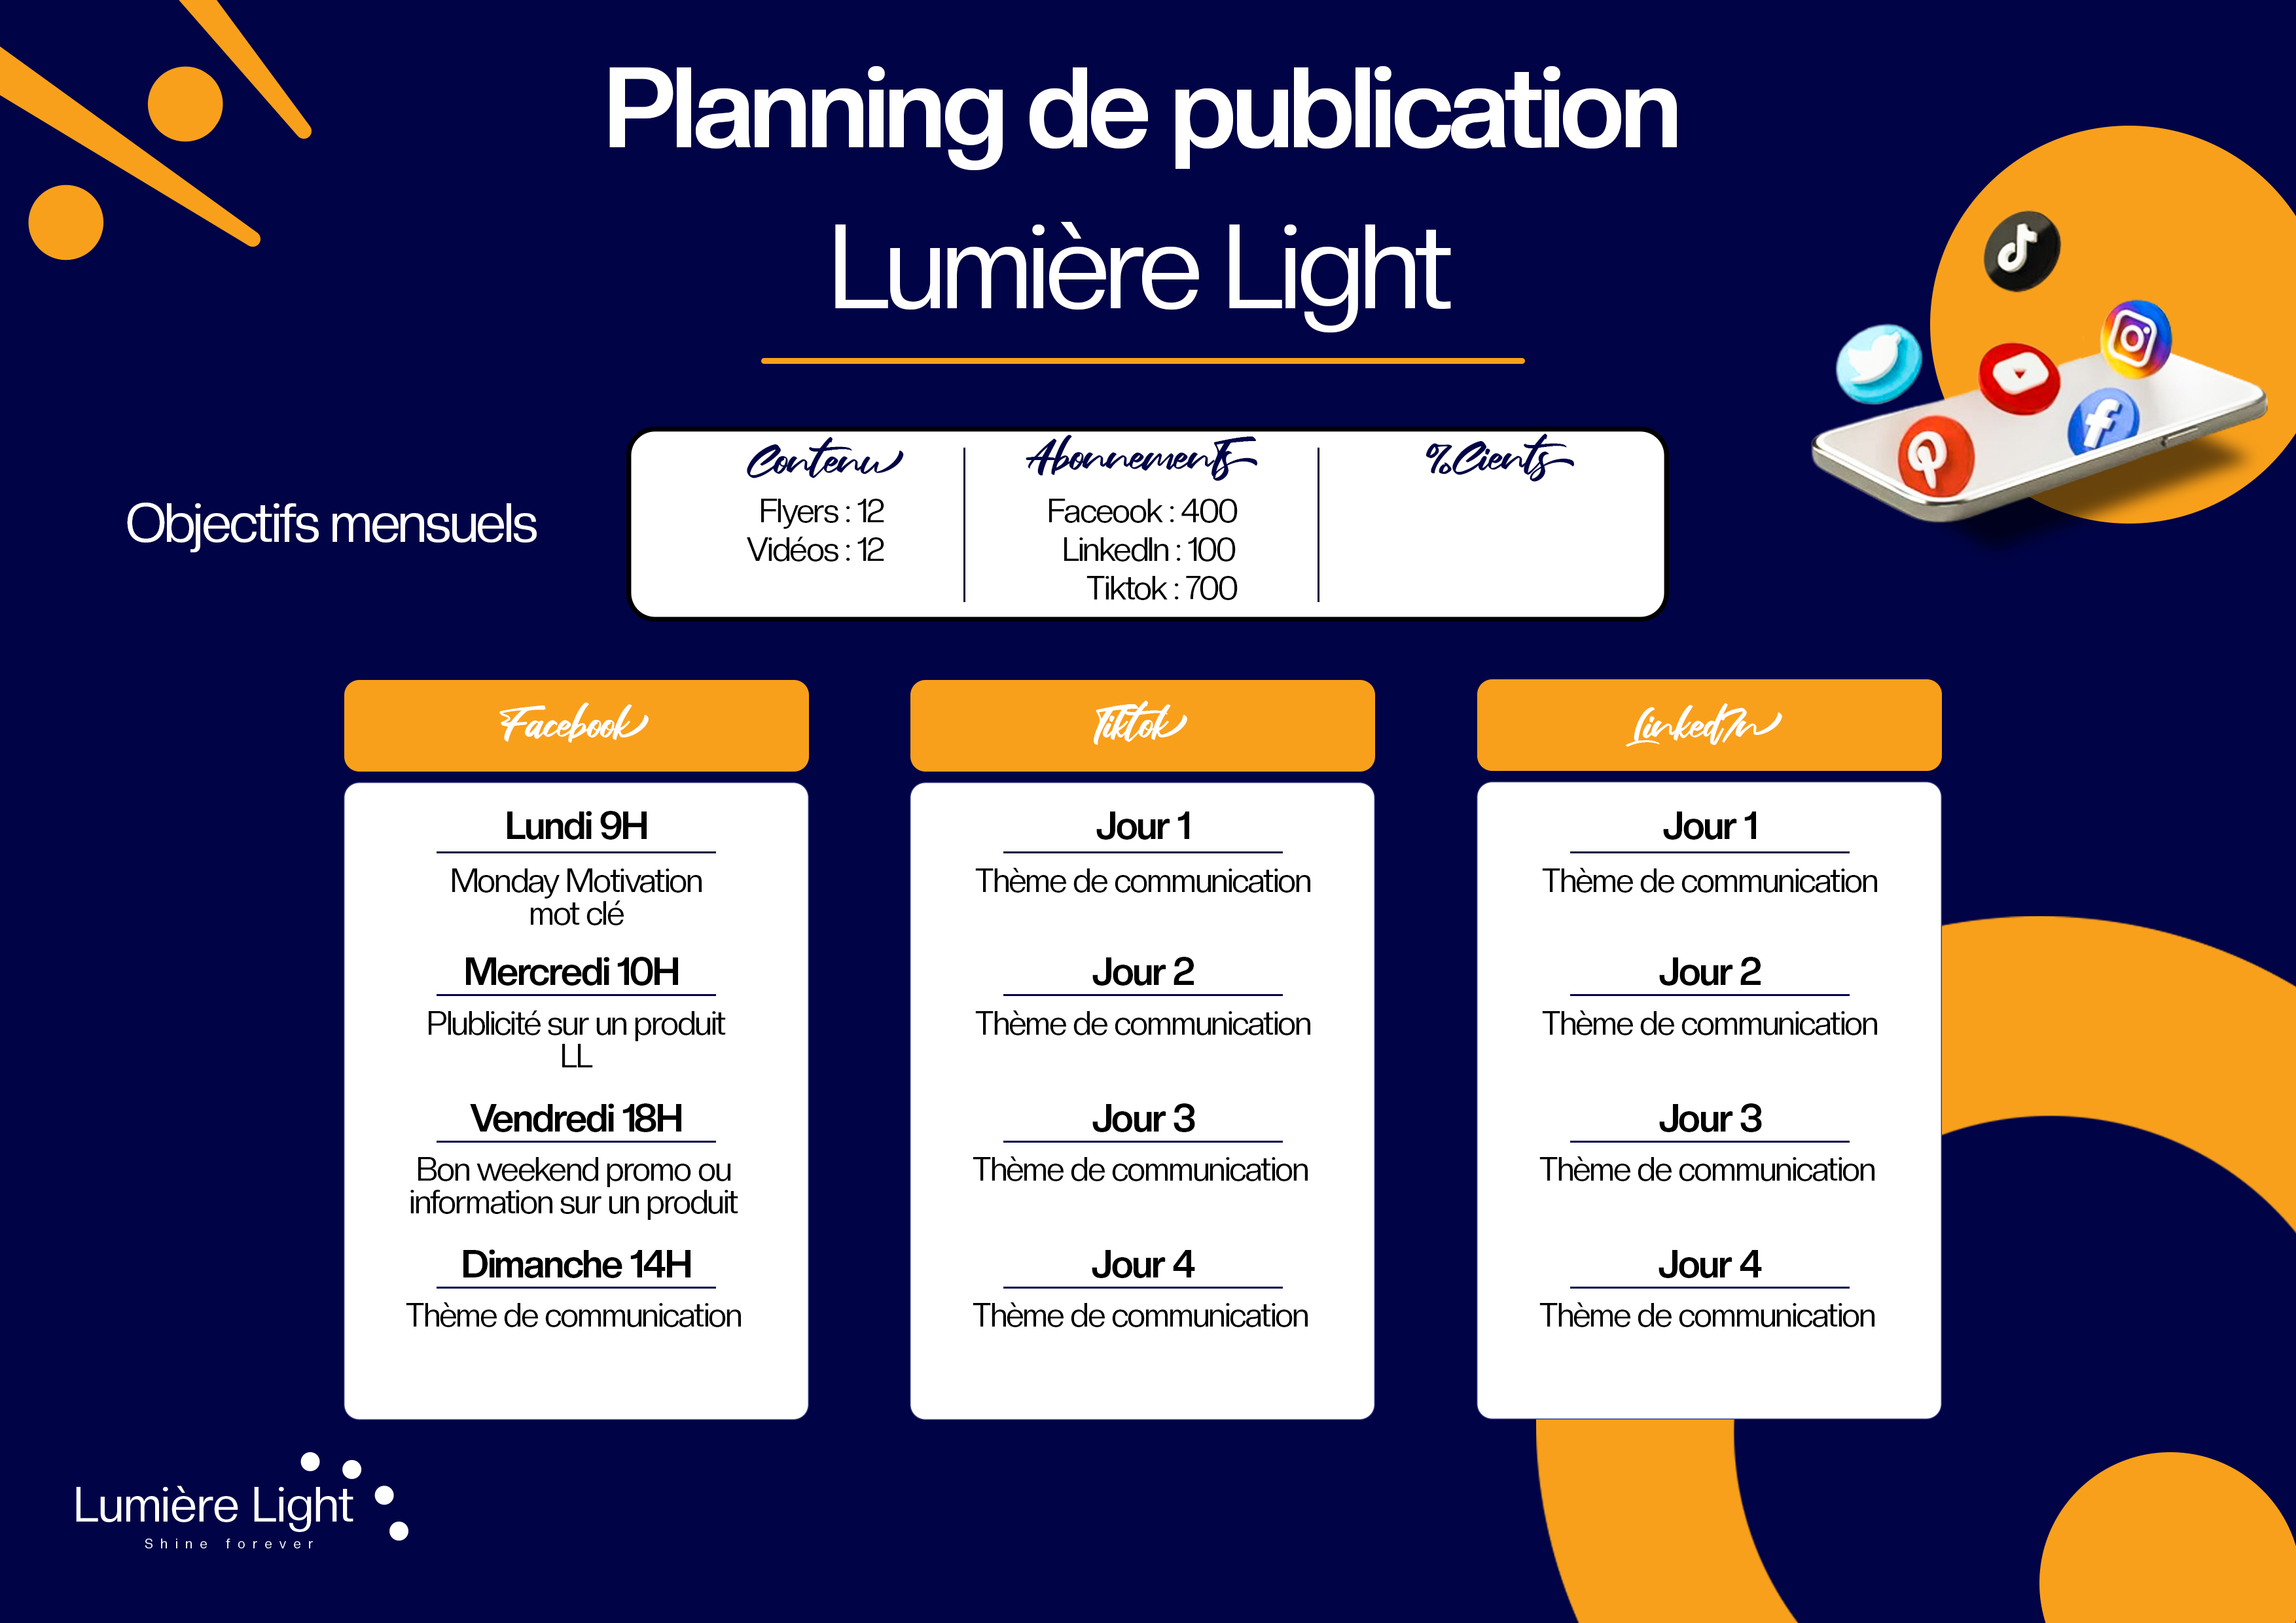 Planning de publication
Lumière Light
Objectifs mensuels
Contenu
Flyers : 12
Vidéos : 12
Abonnements
Faceook : 400
LinkedIn : 100
Tiktok : 700
%Cients
Facebook
Lundi 9H
Monday Motivation
mot clé
Mercredi 10H
Plublicité sur un produit
LL
Vendredi 18H
Bon weekend promo ou
information sur un produit
Dimanche 14H
Thème de communication
Tiktok
Jour 1
Thème de communication
Jour 2
Thème de communication
Jour 3
Thème de communication
Jour 4
Thème de communication
LinkedIn
Jour 1
Thème de communication
Jour 2
Thème de communication
Jour 3
Thème de communication
Jour 4
Thème de communication
Lumière Light
Shine forever